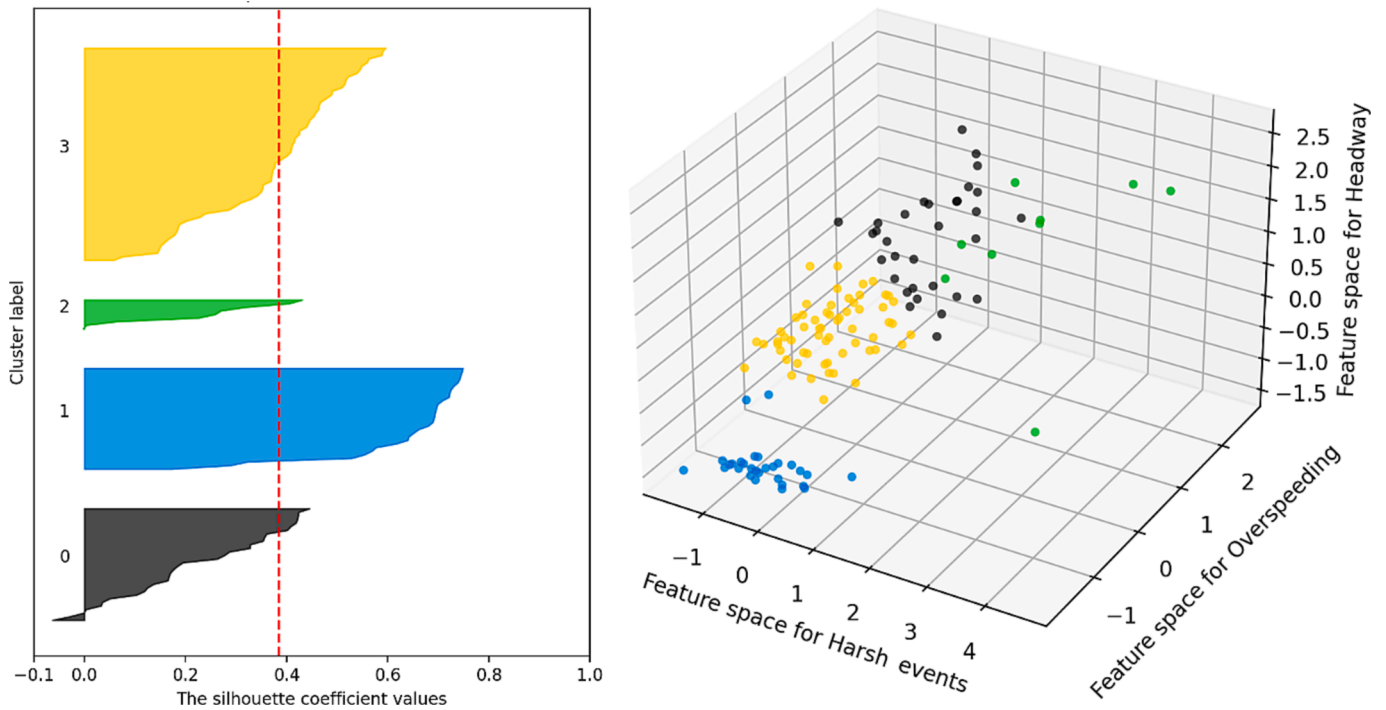 Cluster label
3
2
1
0
−0.1 0.0 0.2 0.4 0.6 0.8 1.0
The silhouette coefficient values
2.5
2.0
1.5
1.0
0.5
0.0
−0.5
−1.0
−1.5
Feature space for Headway
2
1
0
−1
Feature space for Overspeeding
−1 0 1 2 3 4
Feature space for Harsh events